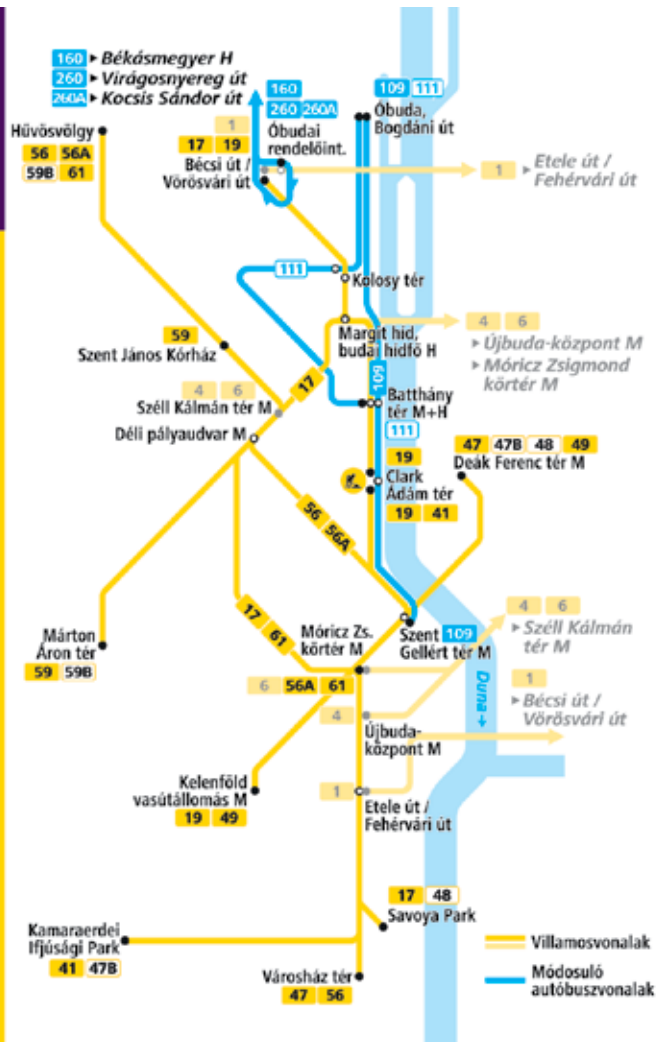 160 ▸ Békásmegyer H
260 ▸ Virágosnyereg út
260A ▸ Kocsis Sándor út
160
260 260A
Óbudai
rendelőint.
109 111
Óbuda,
Bogdáni út
Hűvösvölgy
56 56A
59B 61
1
17 19
Bécsi út /
Vörösvári út
1 ▸ Etele út /
Fehérvári út
111
Kolosy tér
Margit híd,
budai hídfő H
4 6
▸ Újbuda-központ M
▸ Móricz Zsigmond
körtér M
59
Szent János Kórház
17
109
4 6
Széll Kálmán tér M
Batthány
tér M+H
111
Déli pályaudvar M
19
Clark
Ádám tér
19 41
47 47B 48 49
Deák Ferenc tér M
56 56A
17 61
Márton
Áron tér
59 59B
Móricz Zs.
körtér M
6 56A 61
Szent 109
Gellért tér M
4 6
▸ Széll Kálmán
tér M
1
▸ Bécsi út /
Vörösvári út
Duna→
4
Újbuda-
központ M
Kelenföld
vasútállomás M
19 49
1
Etele út /
Fehérvári út
17 48
Savoya Park
Kamaraerdei
Ifjúsági Park
41 47B
Városház tér
47 56
Villamosvonalak
Módosuló
autóbuszvonalak